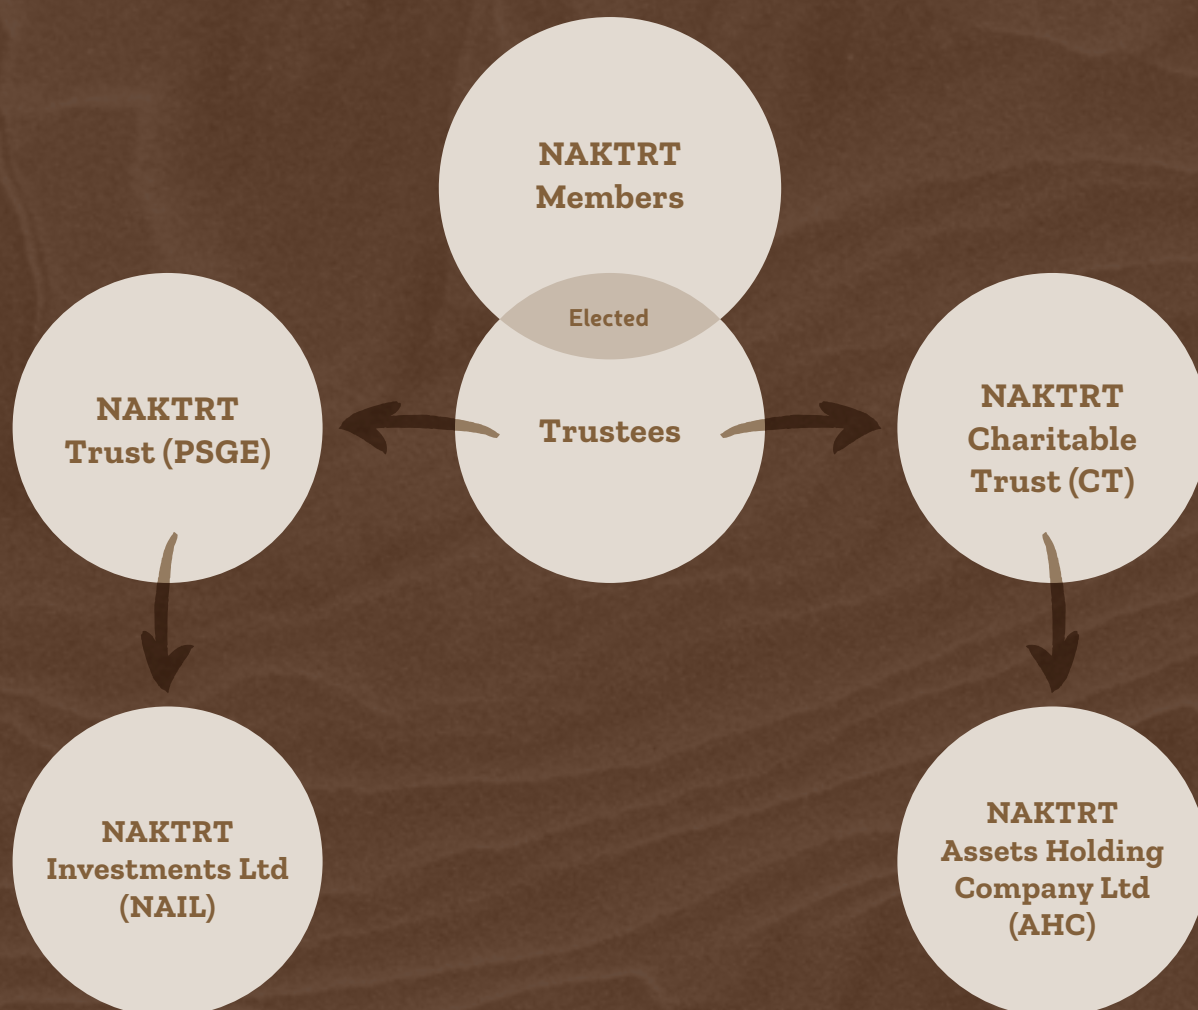 NAKTRT
Members
Elected
NAKTRT
Trust (PSGE)
Trustees
NAKTRT
Charitable
Trust (CT)
NAKTRT
Investments Ltd
(NAIL)
NAKTRT
Assets Holding
Company Ltd
(AHC)